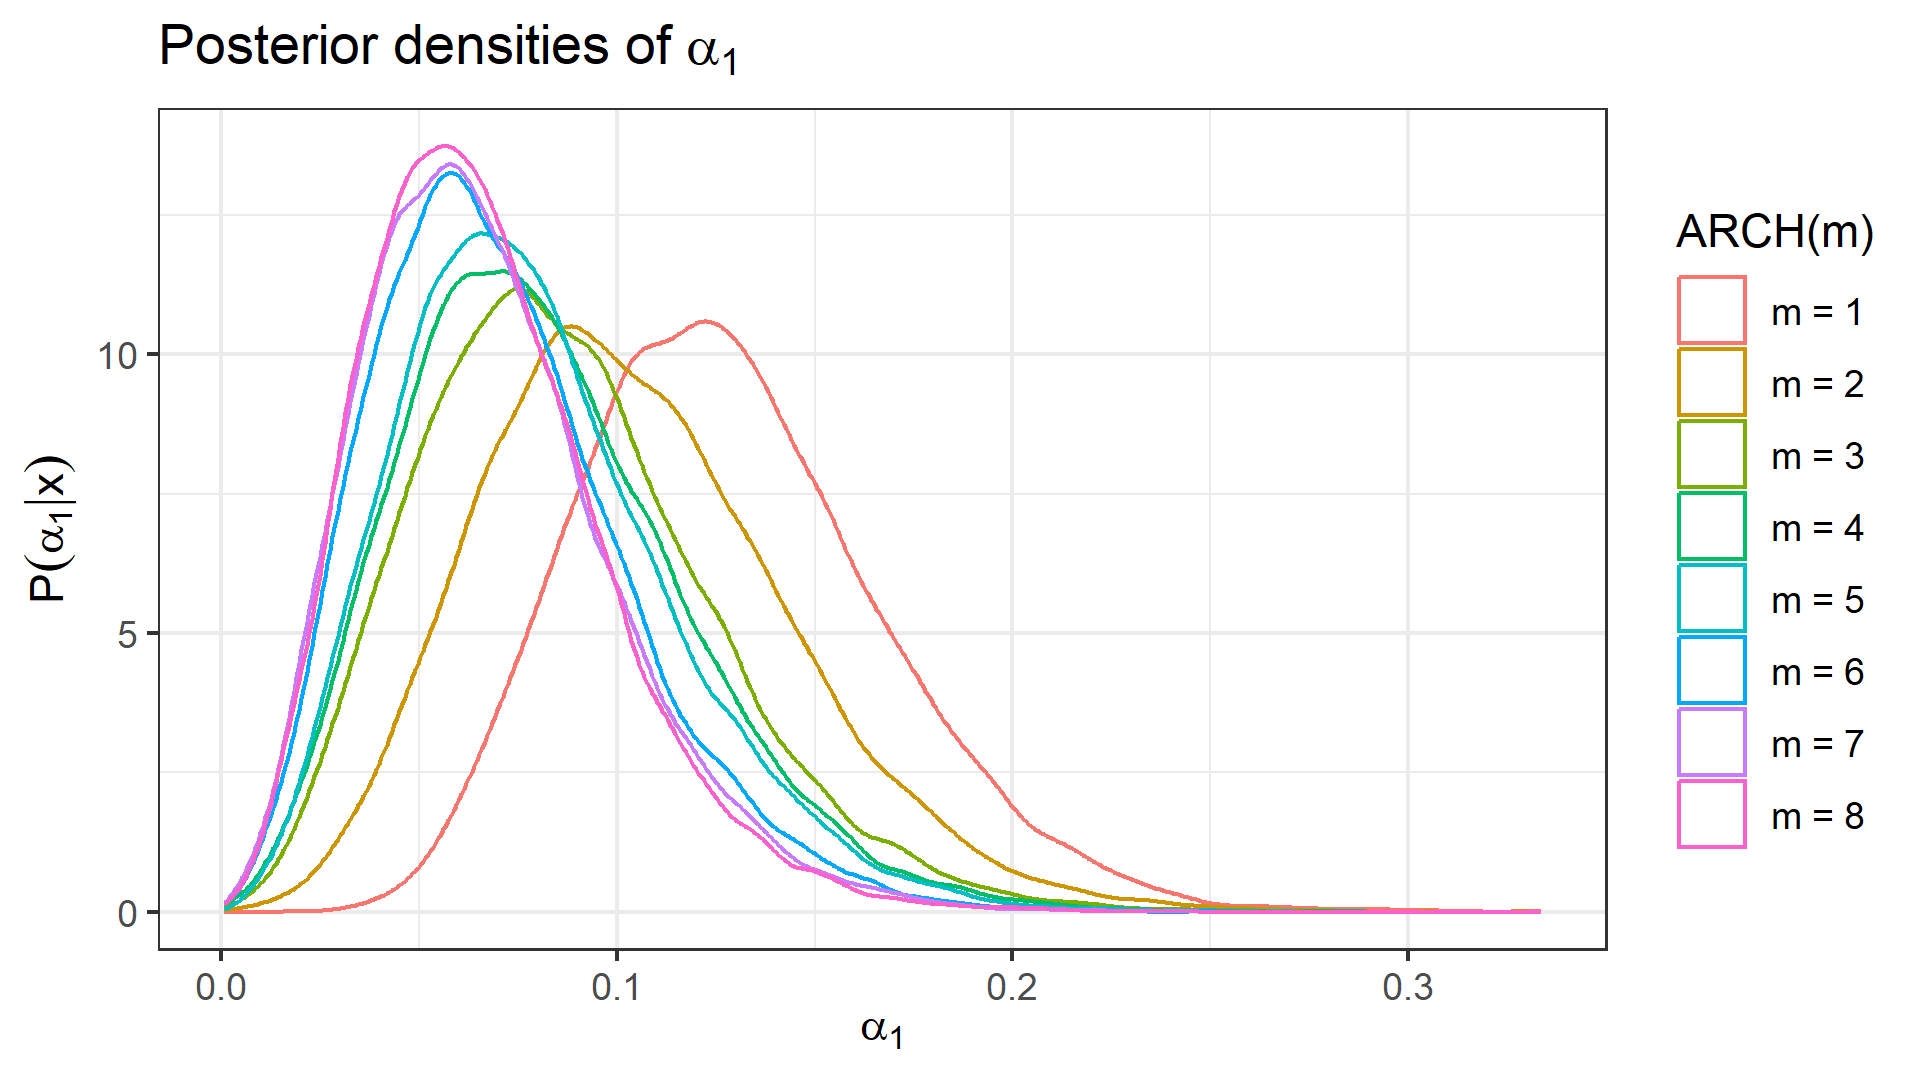 Posterior densities of α₁
P(α₁|x)
10
5
0
0.0 0.1 0.2 0.3
α₁
ARCH(m)
m = 1
m = 2
m = 3
m = 4
m = 5
m = 6
m = 7
m = 8